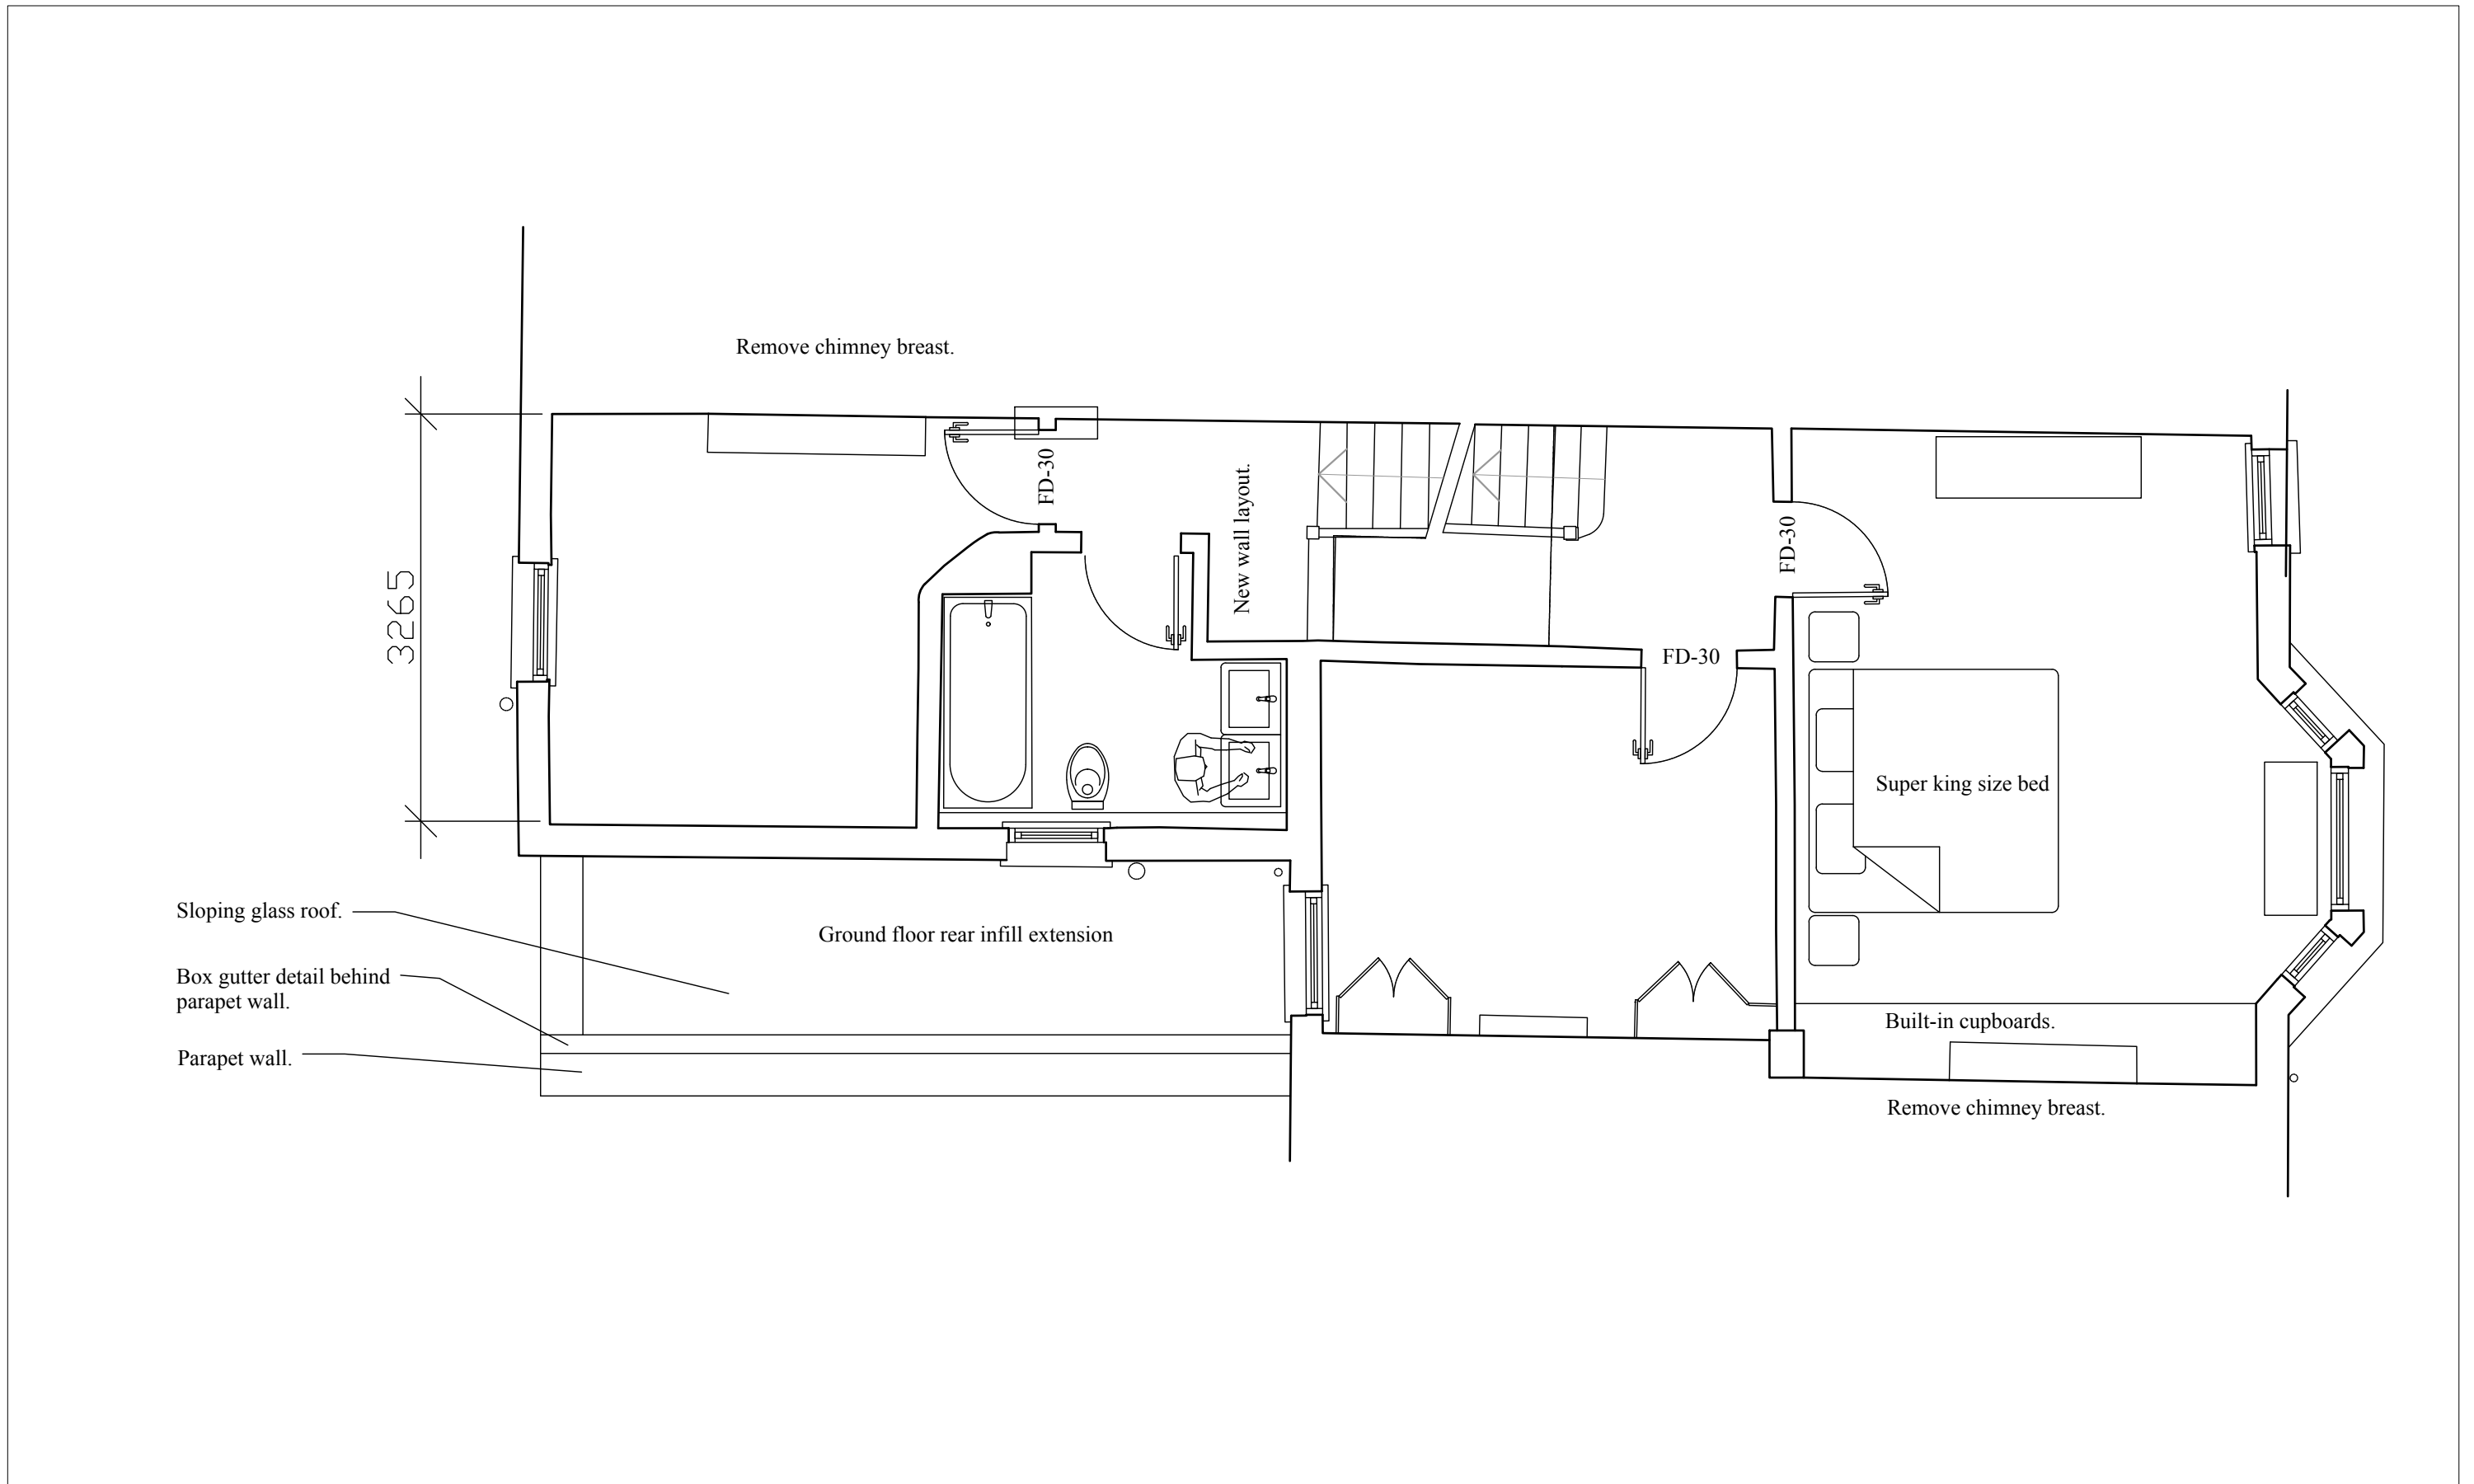 Remove chimney breast.
FD-30
New wall layout.
FD-30
FD-30
3265
Super king size bed
Sloping glass roof.
Ground floor rear infill extension
Box gutter detail behind
parapet wall.
Built-in cupboards.
Parapet wall.
Remove chimney breast.